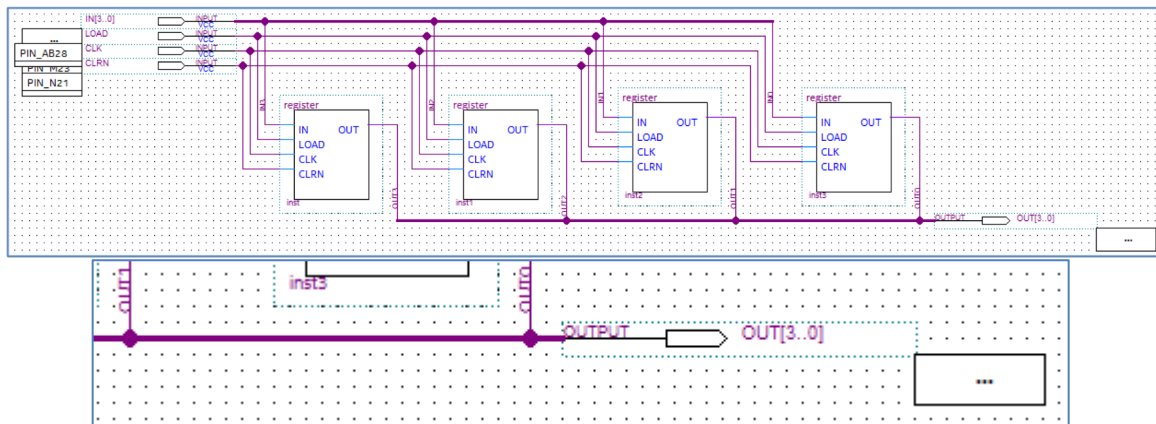 IN[3..0] INPUT VCC
... LOAD INPUT VCC
PIN_AB28 CLK INPUT VCC
PIN_M23 CLRN INPUT VCC
PIN_N21
IN3 IN2 IN1 IN0
register register register register
IN OUT IN OUT IN OUT IN OUT
LOAD LOAD LOAD LOAD
CLK CLK CLK CLK
CLRN CLRN CLRN CLRN
inst inst1 inst2 inst3
OUT3 OUT2 OUT1 OUT0
OUTPUT OUT[3..0]
...
OUT1 inst3 OUT0
OUTPUT OUT[3..0]
...